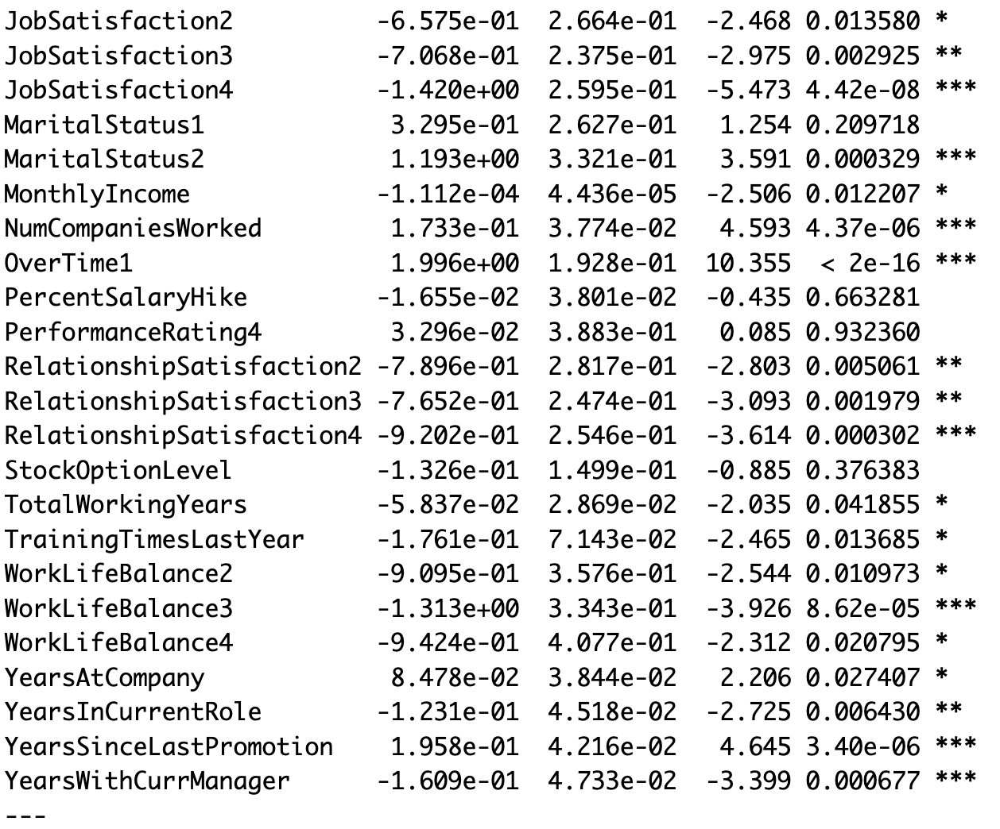 JobSatisfaction2 -6.575e-01 2.664e-01 -2.468 0.013580 *
JobSatisfaction3 -7.068e-01 2.375e-01 -2.975 0.002925 **
JobSatisfaction4 -1.420e+00 2.595e-01 -5.473 4.42e-08 ***
MaritalStatus1 3.295e-01 2.627e-01 1.254 0.209718
MaritalStatus2 1.193e+00 3.321e-01 3.591 0.000329 ***
MonthlyIncome -1.112e-04 4.436e-05 -2.506 0.012207 *
NumCompaniesWorked 1.733e-01 3.774e-02 4.593 4.37e-06 ***
OverTime1 1.996e+00 1.928e-01 10.355 < 2e-16 ***
PercentSalaryHike -1.655e-02 3.801e-02 -0.435 0.663281
PerformanceRating4 3.296e-02 3.883e-01 0.085 0.932360
RelationshipSatisfaction2 -7.896e-01 2.817e-01 -2.803 0.005061 **
RelationshipSatisfaction3 -7.652e-01 2.474e-01 -3.093 0.001979 **
RelationshipSatisfaction4 -9.202e-01 2.546e-01 -3.614 0.000302 ***
StockOptionLevel -1.326e-01 1.499e-01 -0.885 0.376383
TotalWorkingYears -5.837e-02 2.869e-02 -2.035 0.041855 *
TrainingTimesLastYear -1.761e-01 7.143e-02 -2.465 0.013685 *
WorkLifeBalance2 -9.095e-01 3.576e-01 -2.544 0.010973 *
WorkLifeBalance3 -1.313e+00 3.343e-01 -3.926 8.62e-05 ***
WorkLifeBalance4 -9.424e-01 4.077e-01 -2.312 0.020795 *
YearsAtCompany 8.478e-02 3.844e-02 2.206 0.027407 *
YearsInCurrentRole -1.231e-01 4.518e-02 -2.725 0.006430 **
YearsSinceLastPromotion 1.958e-01 4.216e-02 4.645 3.40e-06 ***
YearsWithCurrManager -1.609e-01 4.733e-02 -3.399 0.000677 ***
---